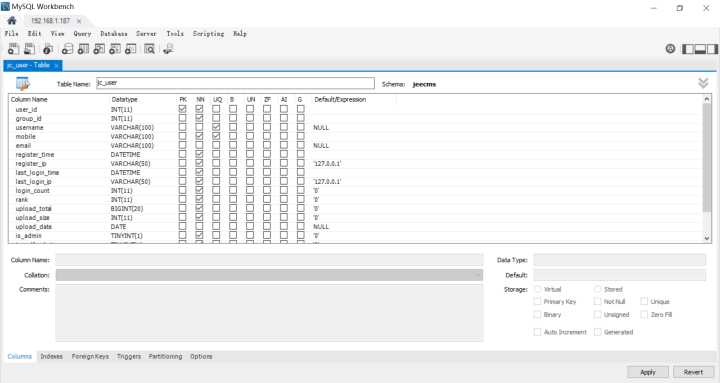 MySQL Workbench
192.168.1.187 ×
File Edit View Query Database Server Tools Scripting Help
jc_user - Table ×
Table Name: jc_user Schema: jeecms
Column Name Datatype PK NN UQ B UN ZF AI G Default/Expression
user_id INT(11)
group_id INT(11)
username VARCHAR(100) NULL
mobile VARCHAR(100)
email VARCHAR(100) NULL
register_time DATETIME
register_ip VARCHAR(50) '127.0.0.1'
last_login_time DATETIME
last_login_ip VARCHAR(50) '127.0.0.1'
login_count INT(11) '0'
rank INT(11) '0'
upload_total BIGINT(20) '0'
upload_size INT(11) '0'
upload_date DATE NULL
is_admin TINYINT(1) '0'
Column Name: Data Type:
Collation: Default:
Comments: Storage: Virtual Stored
Primary Key Not Null Unique
Binary Unsigned Zero Fill
Auto Increment Generated
Columns Indexes Foreign Keys Triggers Partitioning Options
Apply Revert